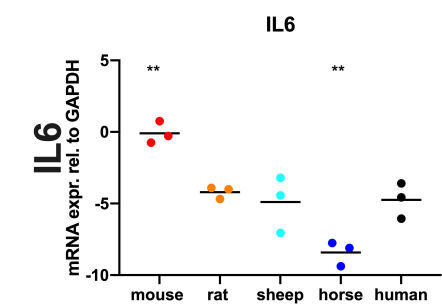 IL6
IL6
mRNA expr. rel. to GAPDH
5
0
-5
-10
** **
mouse rat sheep horse human